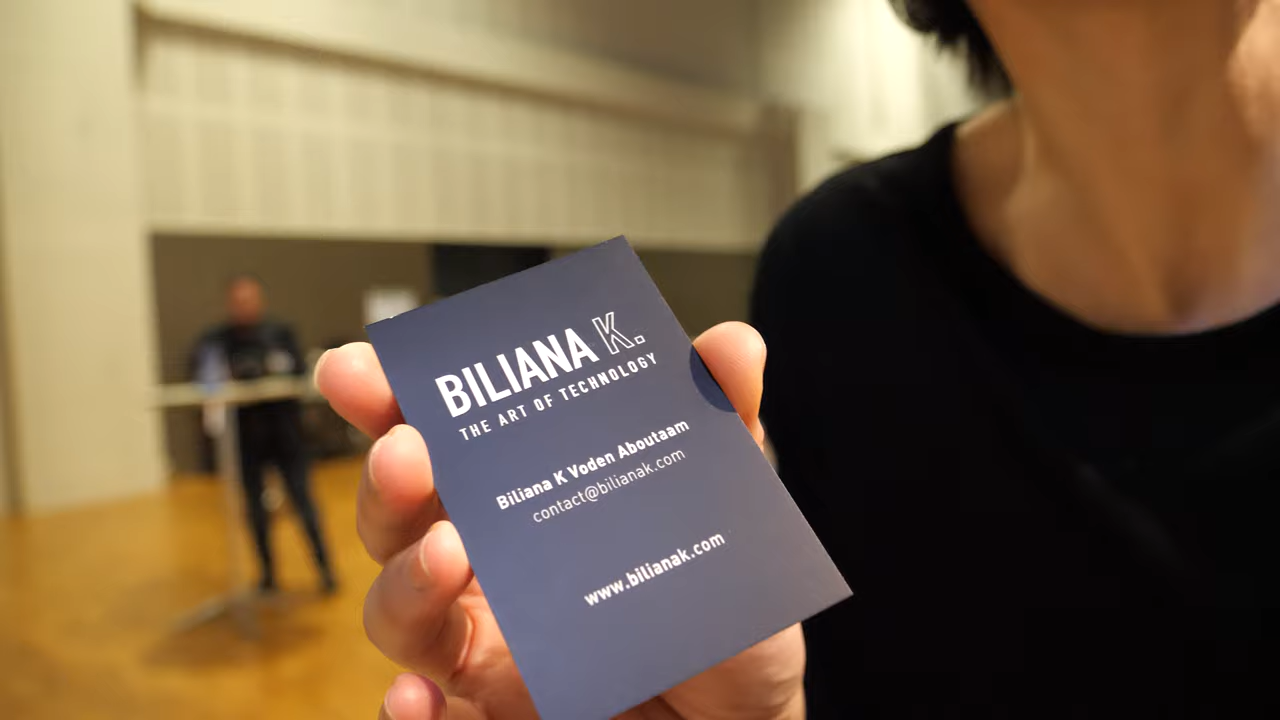 BILIANA K.
THE ART OF TECHNOLOGY
Biliana K Voden Aboutaam
contact@bilianak.com
www.bilianak.com